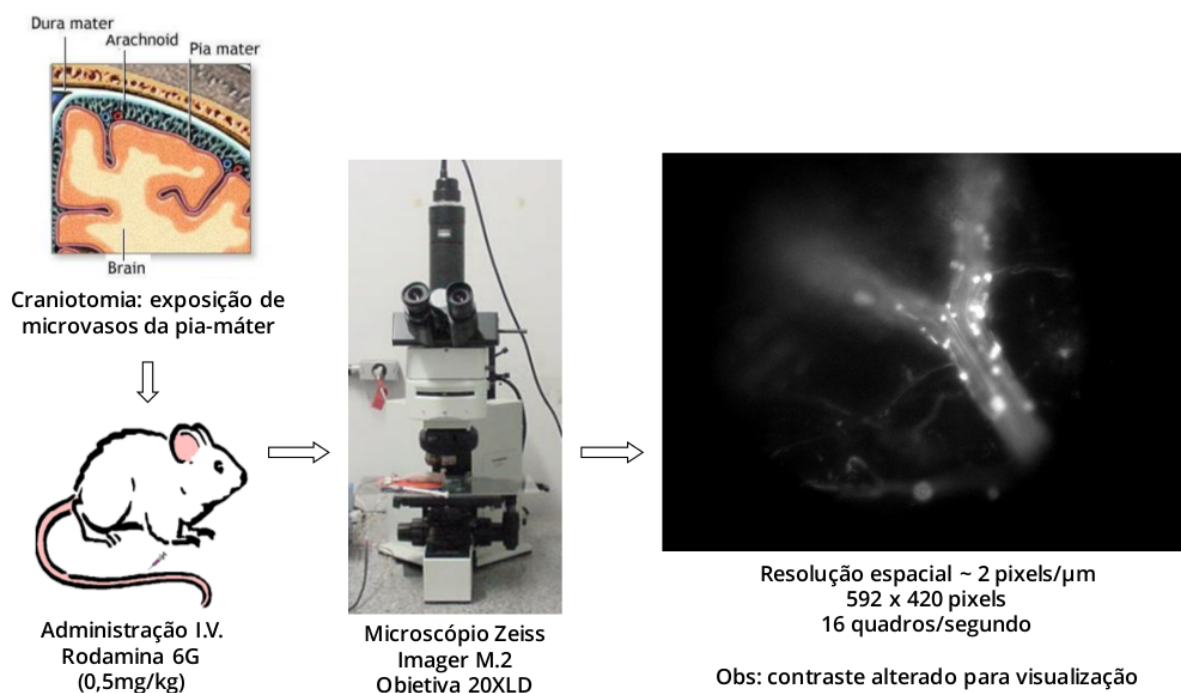 Dura mater
Arachnoid
Pia mater
Brain
Craniotomia: exposição de
microvasos da pia-máter
Administração I.V.
Rodamina 6G
(0,5mg/kg)
Microscópio Zeiss
Imager M.2
Objetiva 20XLD
Resolução espacial ~ 2 pixels/μm
592 x 420 pixels
16 quadros/segundo
Obs: contraste alterado para visualização